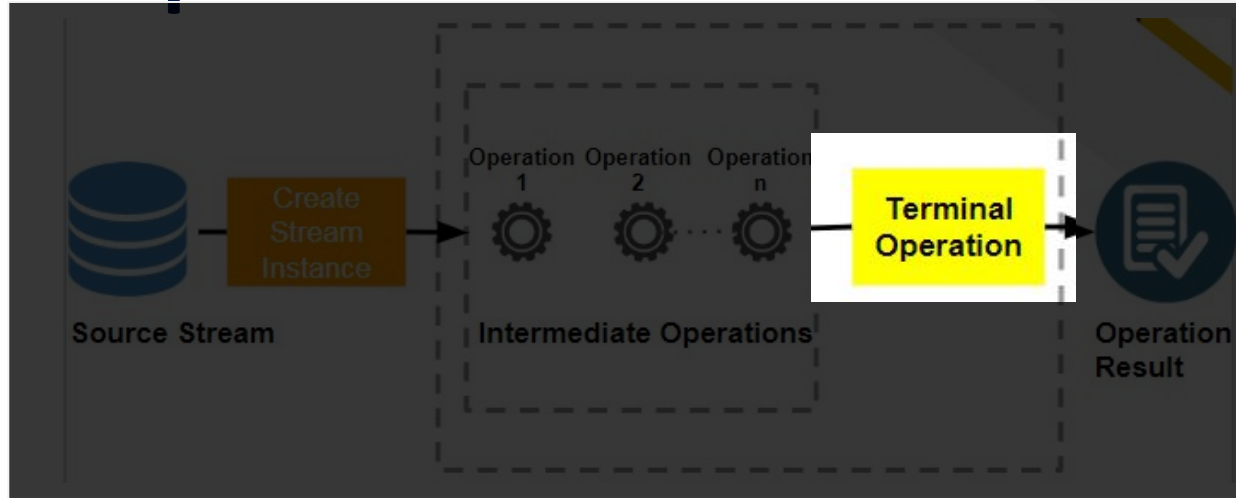 Operation Operation Operation
1 2 n
Create
Stream
Instance
Terminal
Operation
Source Stream
Intermediate Operations
Operation
Result